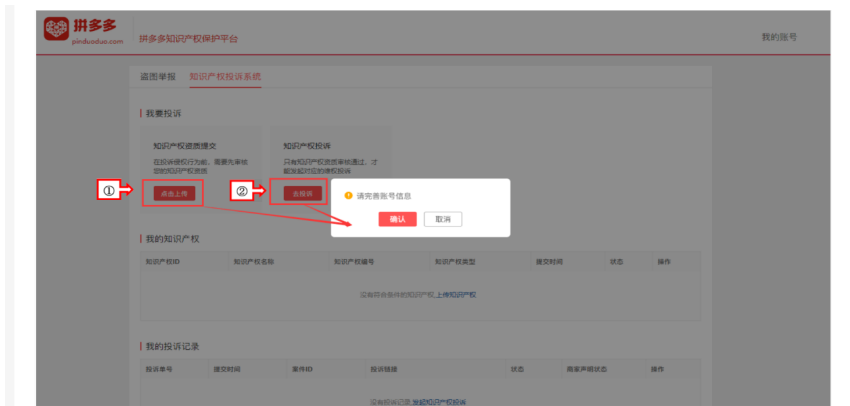 拼多多
pinduoduo.com
拼多多知识产权保护平台
我的账号
盗图举报 知识产权投诉系统
我要投诉
知识产权资质提交
在投诉侵权行为前，需要先审核
您的知识产权资质
点击上传
知识产权投诉
只有知识产权资质审核通过，才
能发起对应的侵权投诉
去投诉
①
②
请完善账号信息
确认 取消
我的知识产权
知识产权ID 知识产权名称 知识产权编号 知识产权类型 提交时间 状态 操作
没有符合条件的知识产权,上传知识产权
我的投诉记录
投诉单号 提交时间 案件ID 投诉链接 状态 商家声明状态 操作
没有投诉记录,发起知识产权投诉